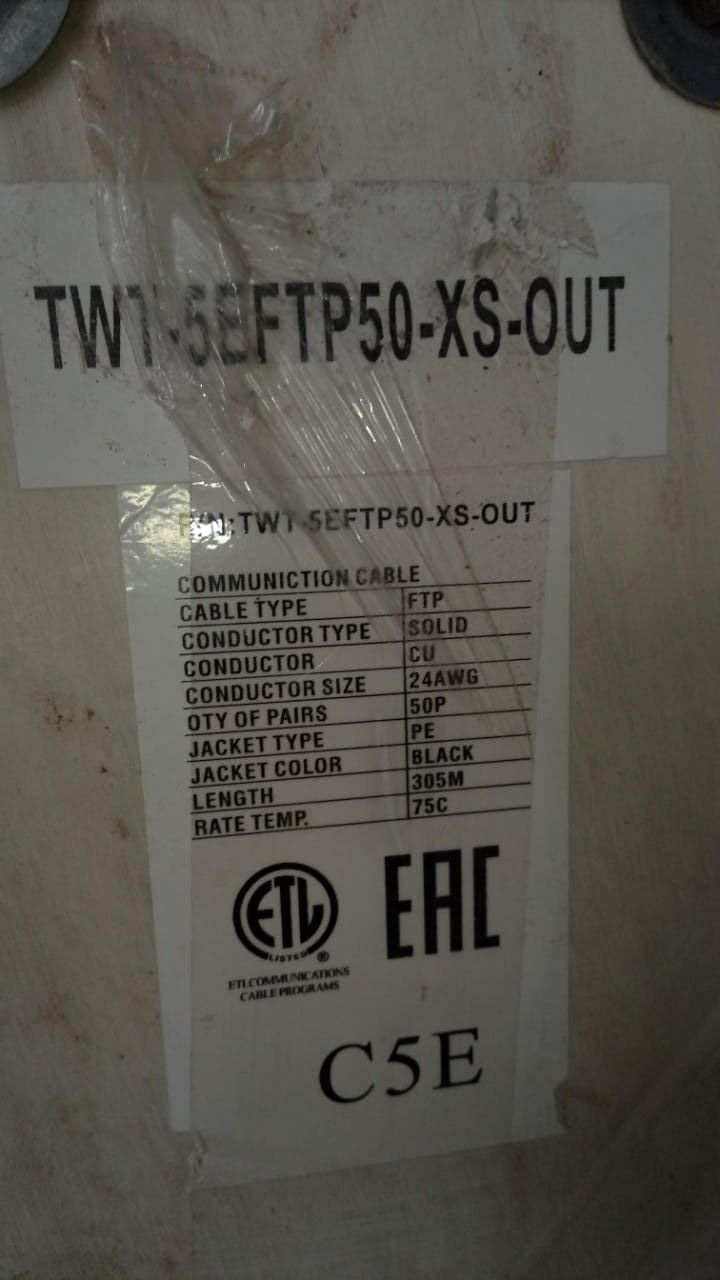 TWT-5EFTP50-XS-OUT
P/N:TWT-5EFTP50-XS-OUT
COMMUNICTION CABLE
CABLE TYPE FTP
CONDUCTOR TYPE SOLID
CONDUCTOR CU
CONDUCTOR SIZE 24AWG
OTY OF PAIRS 50P
JACKET TYPE PE
JACKET COLOR BLACK
LENGTH 305M
RATE TEMP. 75C
ETL EAC
LISTED
®
ETL COMMUNICATIONS
CABLE PROGRAMS
C5E